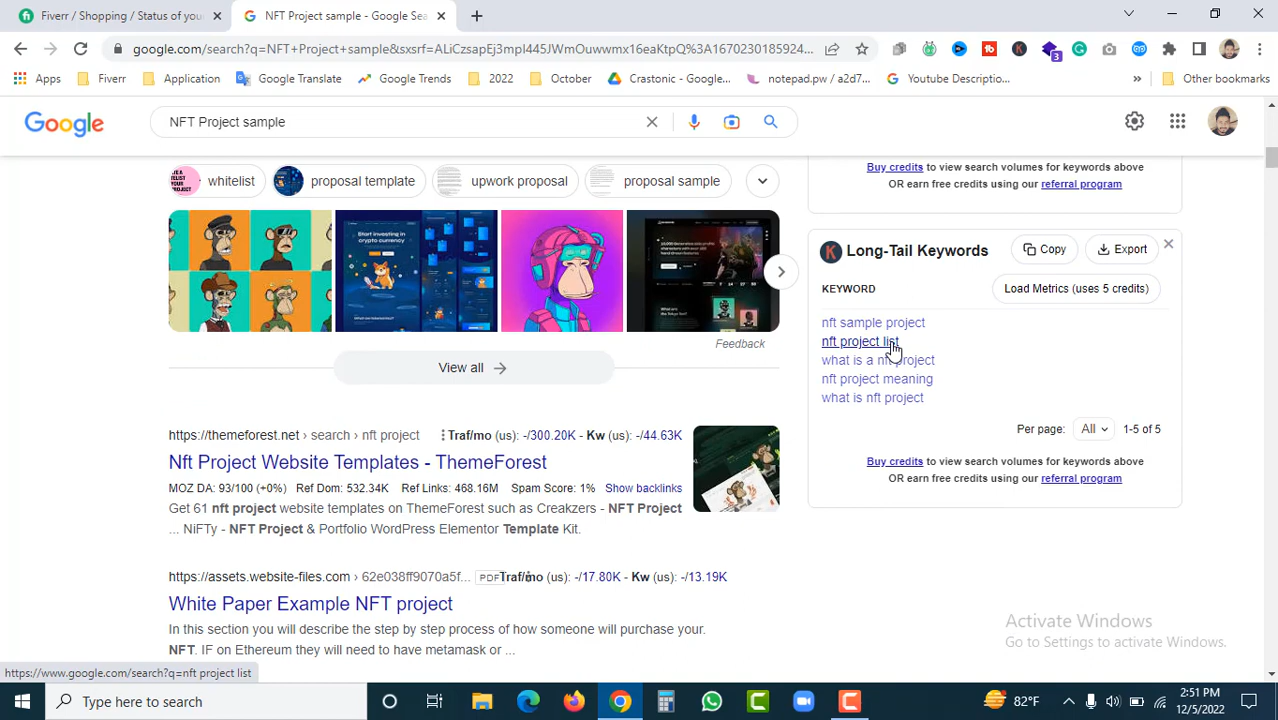 Fiverr / Shopping / Status of you
NFT Project sample - Google Sea
google.com/search?q=NFT+Project+sample&sxsrf=ALiCzsapEj3mpl445JWmOuwwmx16eaKtpQ%3A1670230185924...
3
Apps
Fiverr
Application
Google Translate
Google Trends
2022
October
Crastonic - Google...
notepad.pw / a2d7...
Youtube Descriptio...
»
Other bookmarks
Google
NFT Project sample
whitelist
proposal template
upwork proposal
proposal sample
Buy credits to view search volumes for keywords above
OR earn free credits using our referral program
Start investing in
crypto currency
Feedback
View all
K Long-Tail Keywords
Copy
Export
KEYWORD
Load Metrics (uses 5 credits)
nft sample project
nft project list
what is a nft project
nft project meaning
what is nft project
Per page: All 1-5 of 5
Buy credits to view search volumes for keywords above
OR earn free credits using our referral program
https://themeforest.net › search › nft project
Traf/mo (us): -/300.20K - Kw (us): -/44.63K
Nft Project Website Templates - ThemeForest
MOZ DA: 93/100 (+0%) Ref Dom: 532.34K Ref Links: 468.16M Spam Score: 1% Show backlinks
Get 61 nft project website templates on ThemeForest such as Creakzers - NFT Project
... NiFTy - NFT Project & Portfolio WordPress Elementor Template Kit.
https://assets.website-files.com › 62e038ff9070a5f...
PDF
Traf/mo (us): -/17.80K - Kw (us): -/13.19K
White Paper Example NFT project
In this section you will describe the step by step process of how someone will purchase your.
NFT. IF on Ethereum they will need to have metamask or ...
Activate Windows
Go to Settings to activate Windows.
https://www.google.com/search?q=nft project list
Type here to search
82°F
2:51 PM
12/5/2022